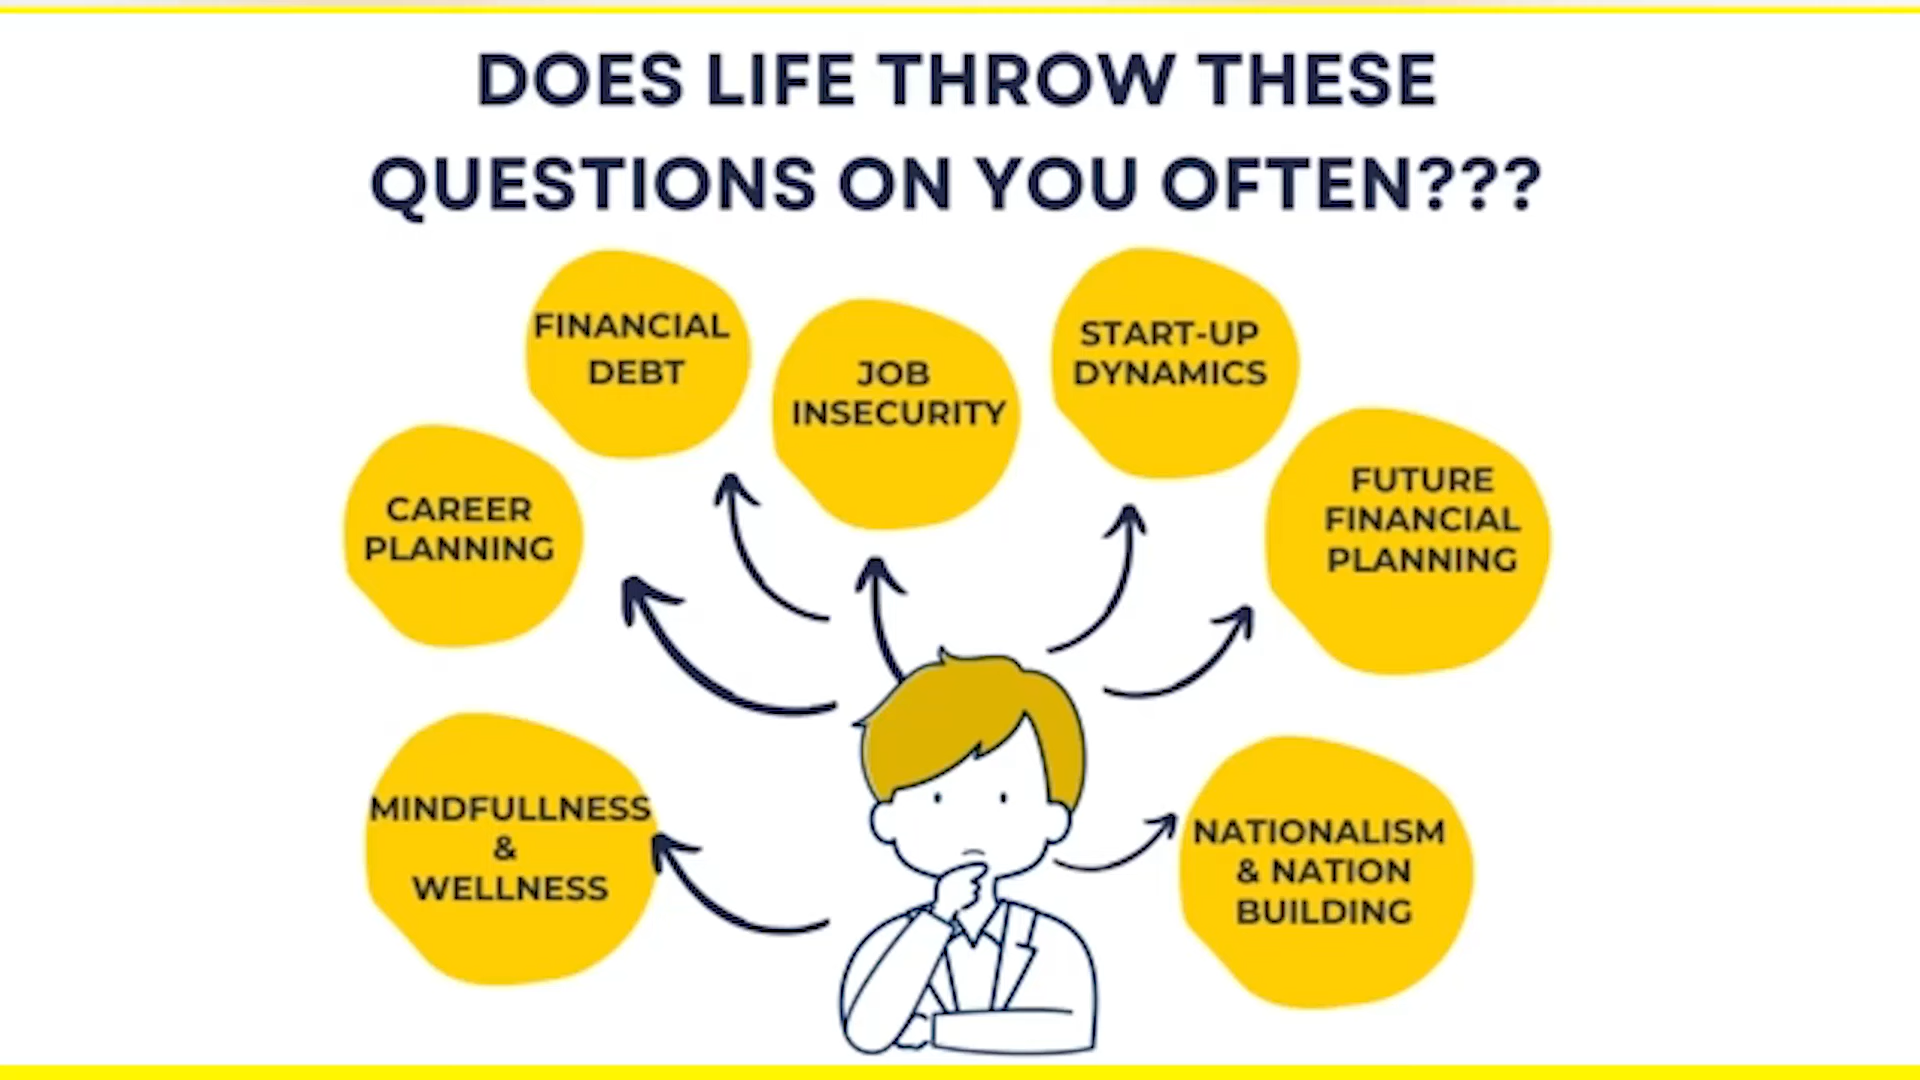 DOES LIFE THROW THESE
QUESTIONS ON YOU OFTEN???
FINANCIAL
DEBT
JOB
INSECURITY
START-UP
DYNAMICS
CAREER
PLANNING
FUTURE
FINANCIAL
PLANNING
MINDFULLNESS
&
WELLNESS
NATIONALISM
& NATION
BUILDING